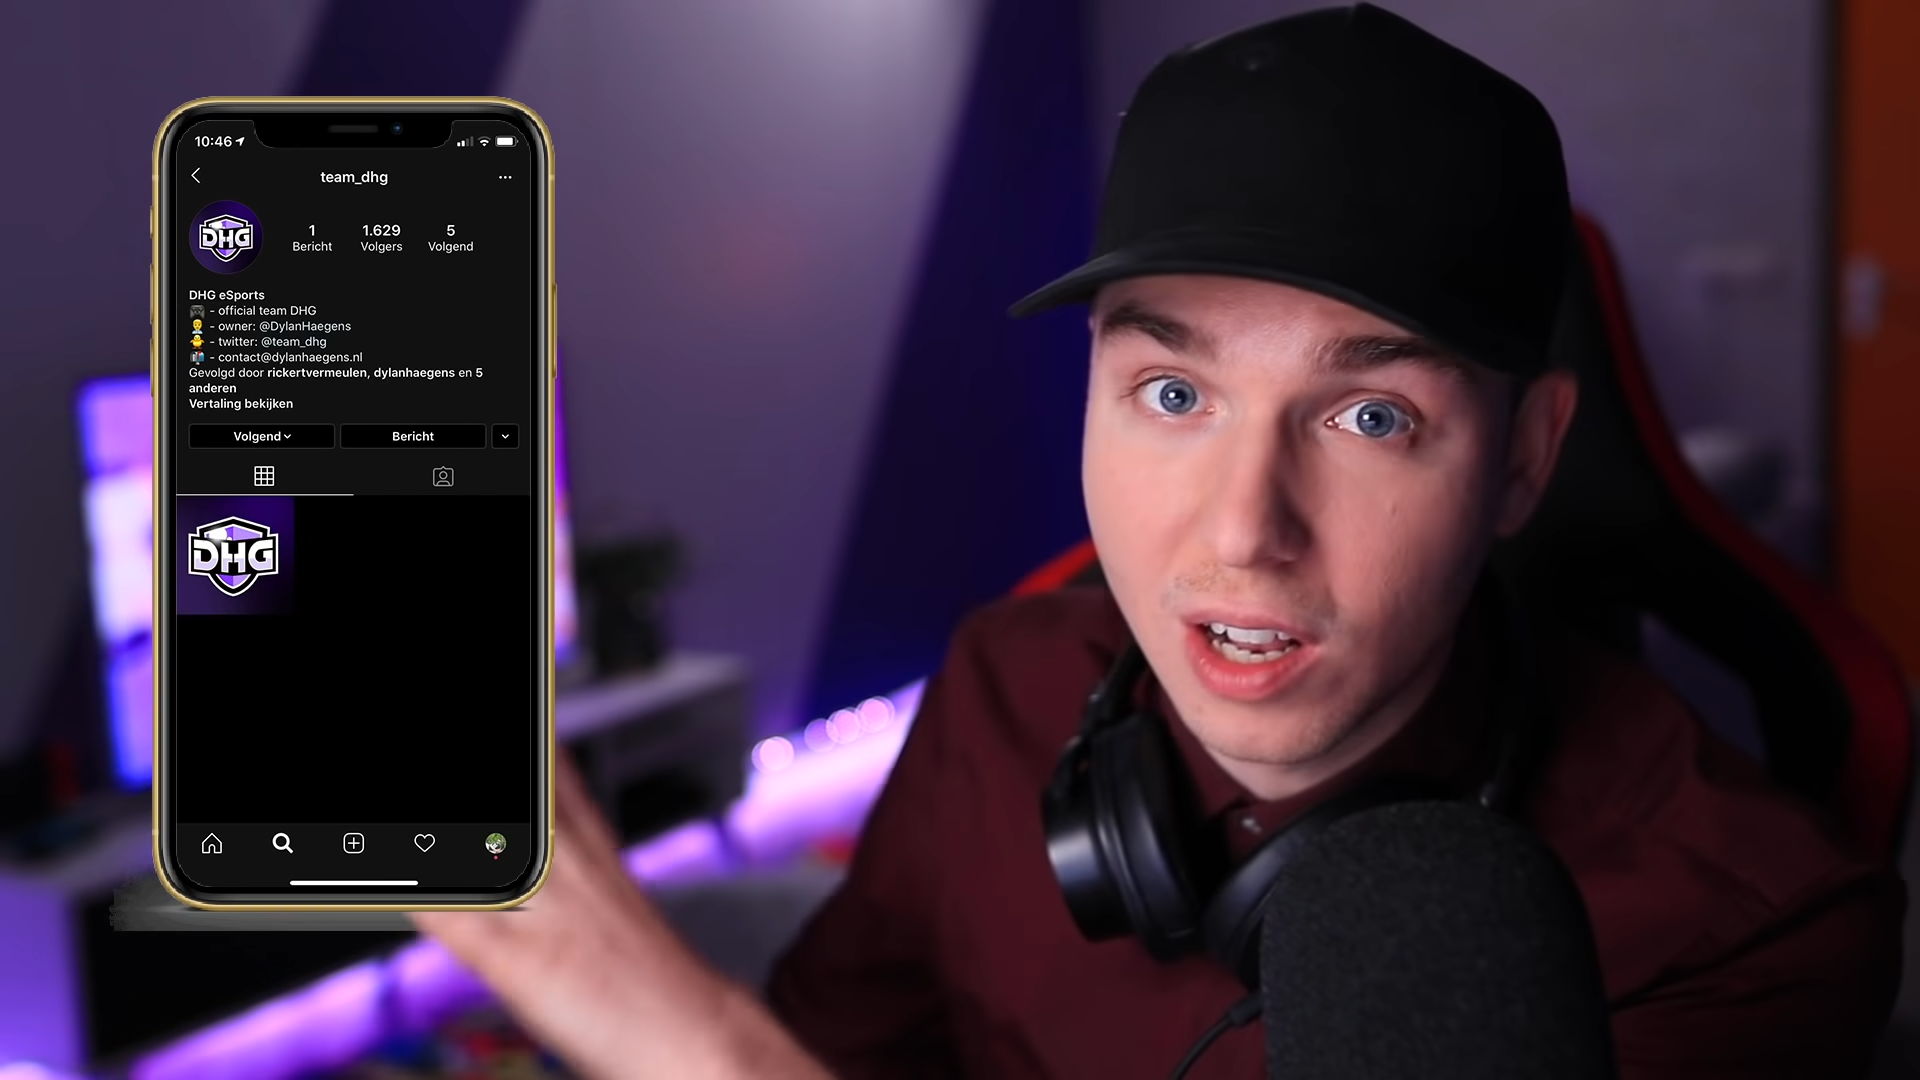 10:46
team_dhg
DHG
1
Bericht
1.629
Volgers
5
Volgend
DHG eSports
- official team DHG
- owner: @DylanHaegens
- twitter: @team_dhg
- contact@dylanhaegens.nl
Gevolgd door rickertvermeulen, dylanhaegens en 5
anderen
Vertaling bekijken
Volgend
Bericht
DHG